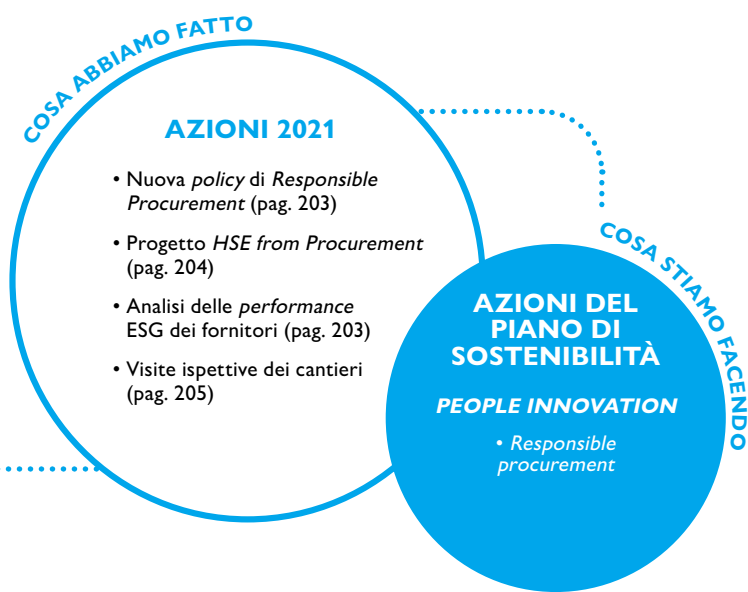 COSA ABBIAMO FATTO
AZIONI 2021
• Nuova policy di Responsible
Procurement (pag. 203)
• Progetto HSE from Procurement
(pag. 204)
• Analisi delle performance
ESG dei fornitori (pag. 203)
• Visite ispettive dei cantieri
(pag. 205)
COSA STIAMO FACENDO
AZIONI DEL
PIANO DI
SOSTENIBILITÀ
PEOPLE INNOVATION
• Responsible
procurement